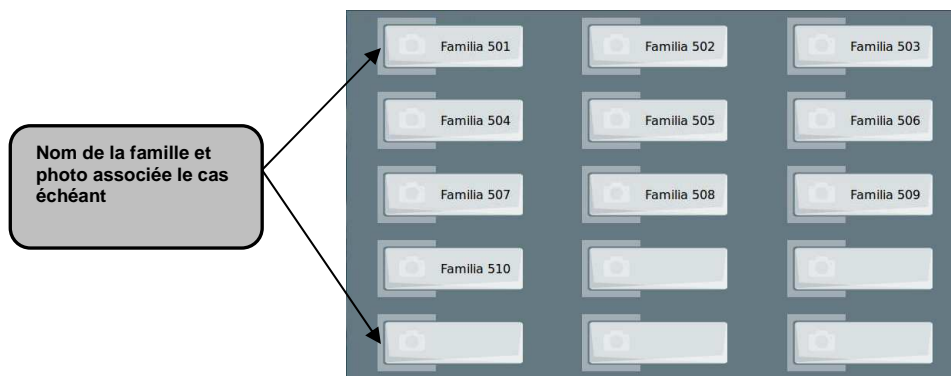 Nom de la famille et
photo associée le cas
échéant
Familia 501
Familia 502
Familia 503
Familia 504
Familia 505
Familia 506
Familia 507
Familia 508
Familia 509
Familia 510